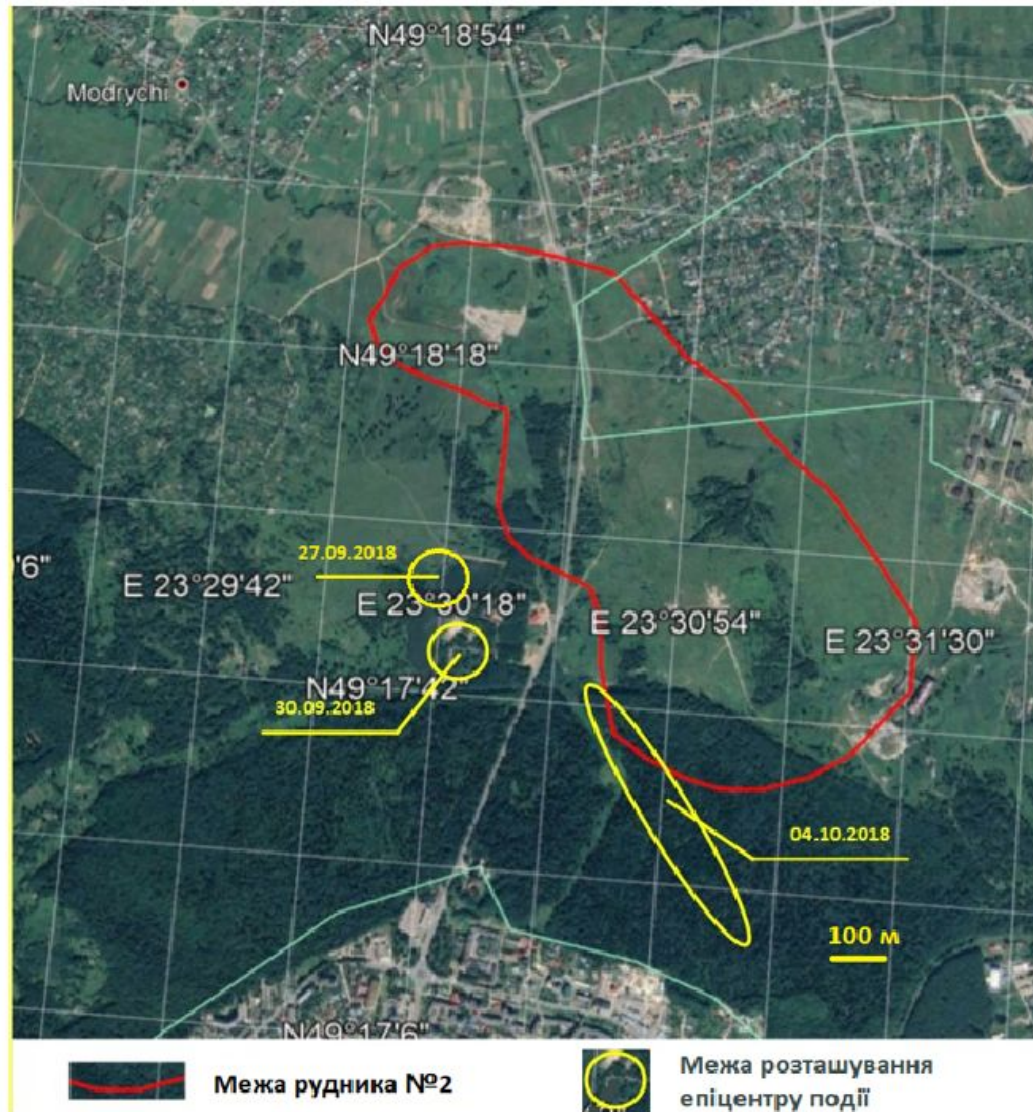 N49°18'54"
Modrychi
N49°18'18"
27.09.2018
9'6"
E 23°29'42"
E 23°30'18"
E 23°30'54"
E 23°31'30"
N49°17'42"
30.09.2018
04.10.2018
100 м
N49°17'6"
Межа рудника №2
Межа розташування
епіцентру події